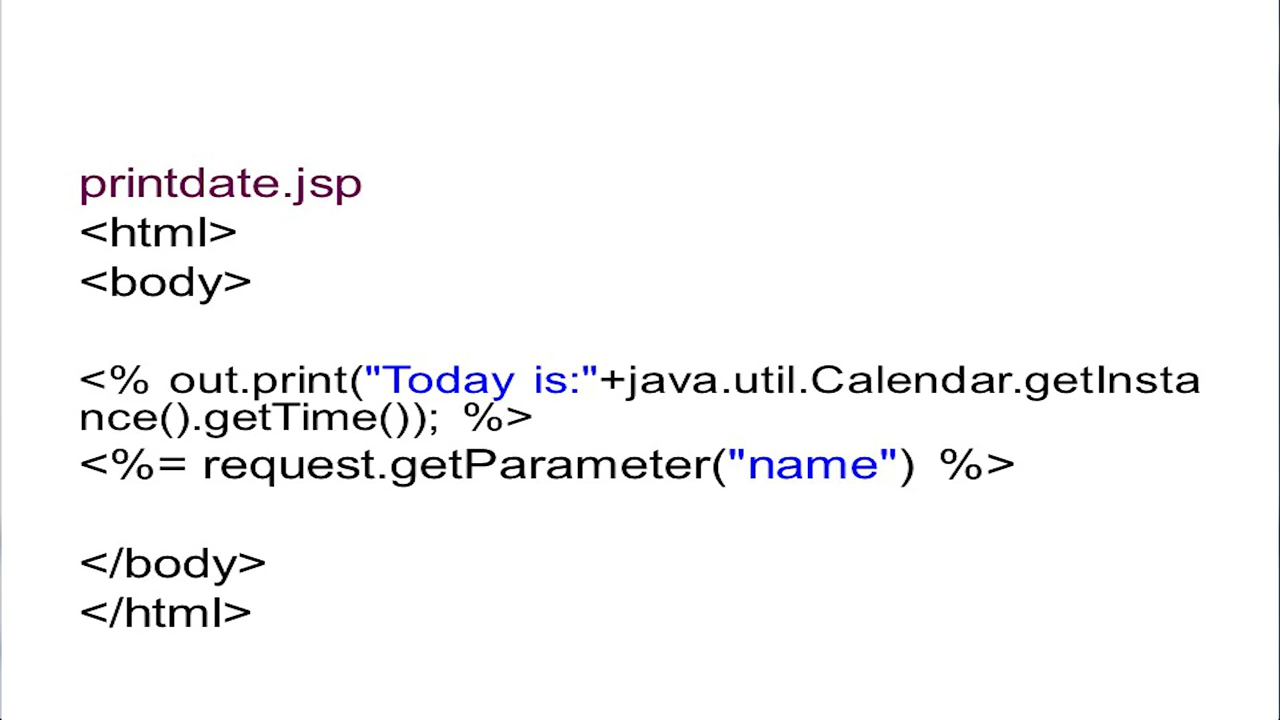 printdate.jsp
<html>
<body>
<% out.print("Today is:"+java.util.Calendar.getInsta
nce().getTime()); %>
<%= request.getParameter("name") %>
</body>
</html>